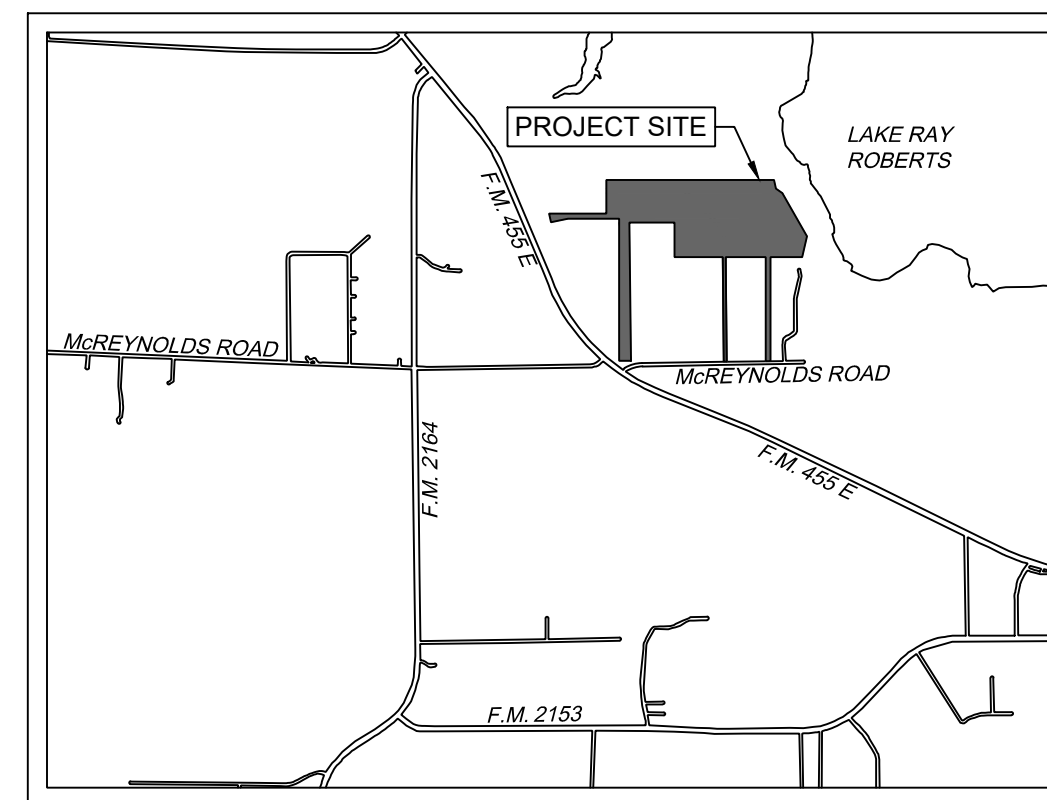 PROJECT SITE
LAKE RAY
ROBERTS
F.M. 455 E
McREYNOLDS ROAD
McREYNOLDS ROAD
F.M. 2164
F.M. 455 E
F.M. 2153